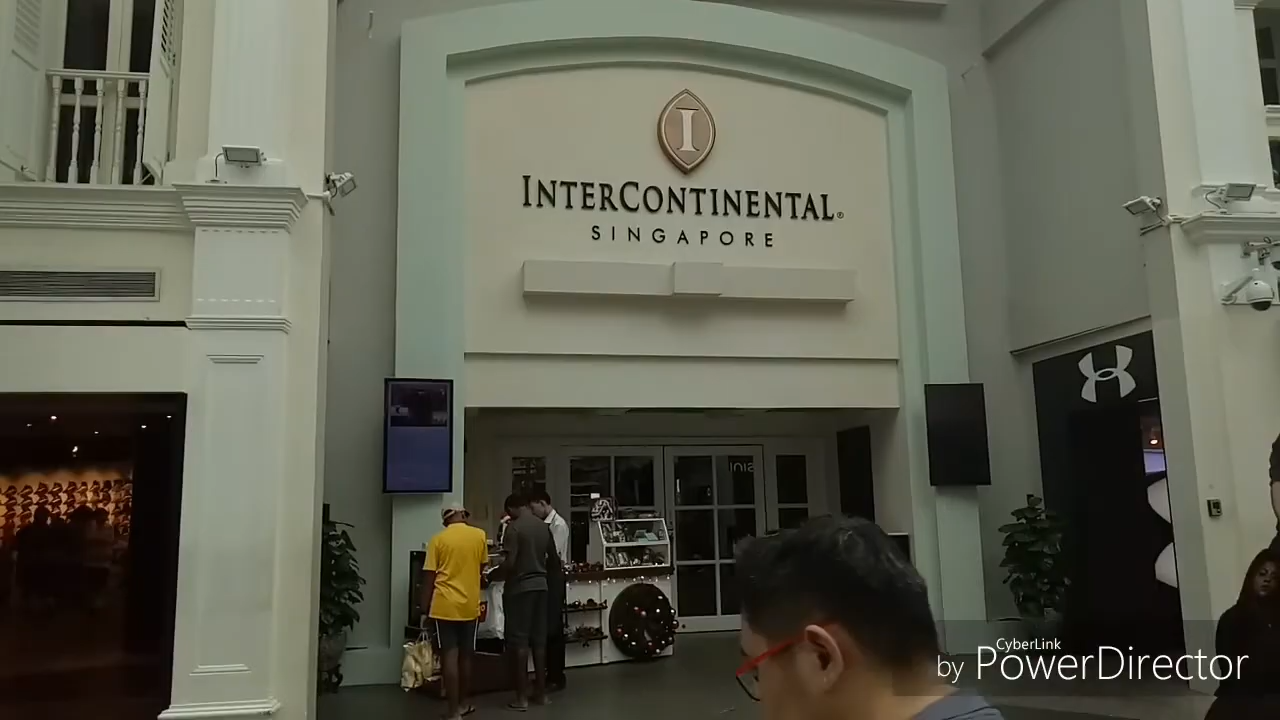 I
INTERCONTINENTAL®
SINGAPORE
CyberLink
by PowerDirector